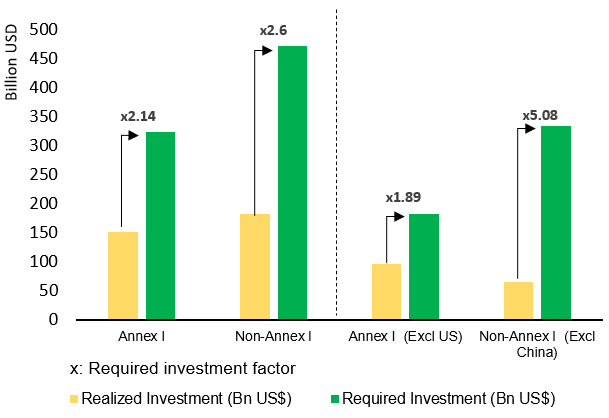 Billion USD
500
450
400
350
300
250
200
150
100
50
0
x2.14
x2.6
x1.89
x5.08
Annex I
Non-Annex I
Annex I (Excl US)
Non-Annex I (Excl
China)
x: Required investment factor
Realized Investment (Bn US$)
Required Investment (Bn US$)